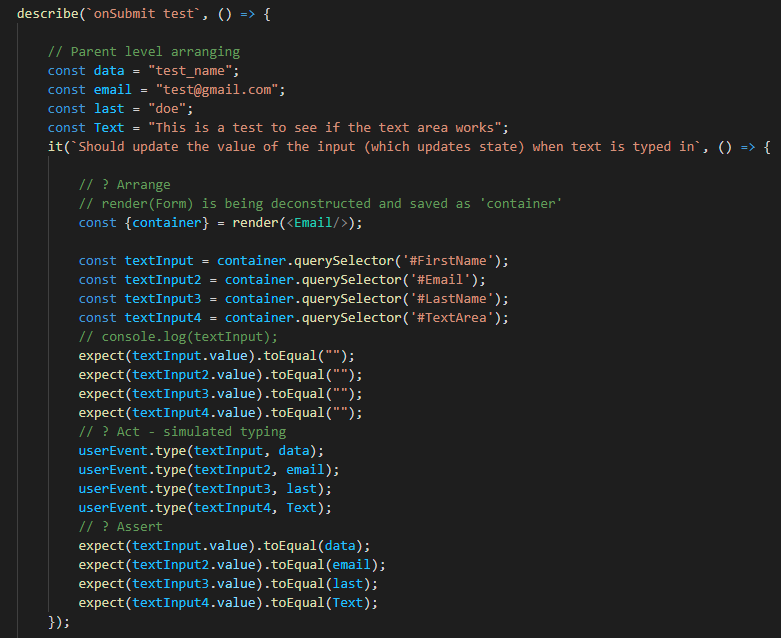 describe(`onSubmit test`, () => {
// Parent level arranging
const data = "test_name";
const email = "test@gmail.com";
const last = "doe";
const Text = "This is a test to see if the text area works";
it(`Should update the value of the input (which updates state) when text is typed in`, () => {
// ? Arrange
// render(Form) is being deconstructed and saved as 'container'
const {container} = render(<Email/>);
const textInput = container.querySelector('#FirstName');
const textInput2 = container.querySelector('#Email');
const textInput3 = container.querySelector('#LastName');
const textInput4 = container.querySelector('#TextArea');
// console.log(textInput);
expect(textInput.value).toEqual("");
expect(textInput2.value).toEqual("");
expect(textInput3.value).toEqual("");
expect(textInput4.value).toEqual("");
// ? Act - simulated typing
userEvent.type(textInput, data);
userEvent.type(textInput2, email);
userEvent.type(textInput3, last);
userEvent.type(textInput4, Text);
// ? Assert
expect(textInput.value).toEqual(data);
expect(textInput2.value).toEqual(email);
expect(textInput3.value).toEqual(last);
expect(textInput4.value).toEqual(Text);
});